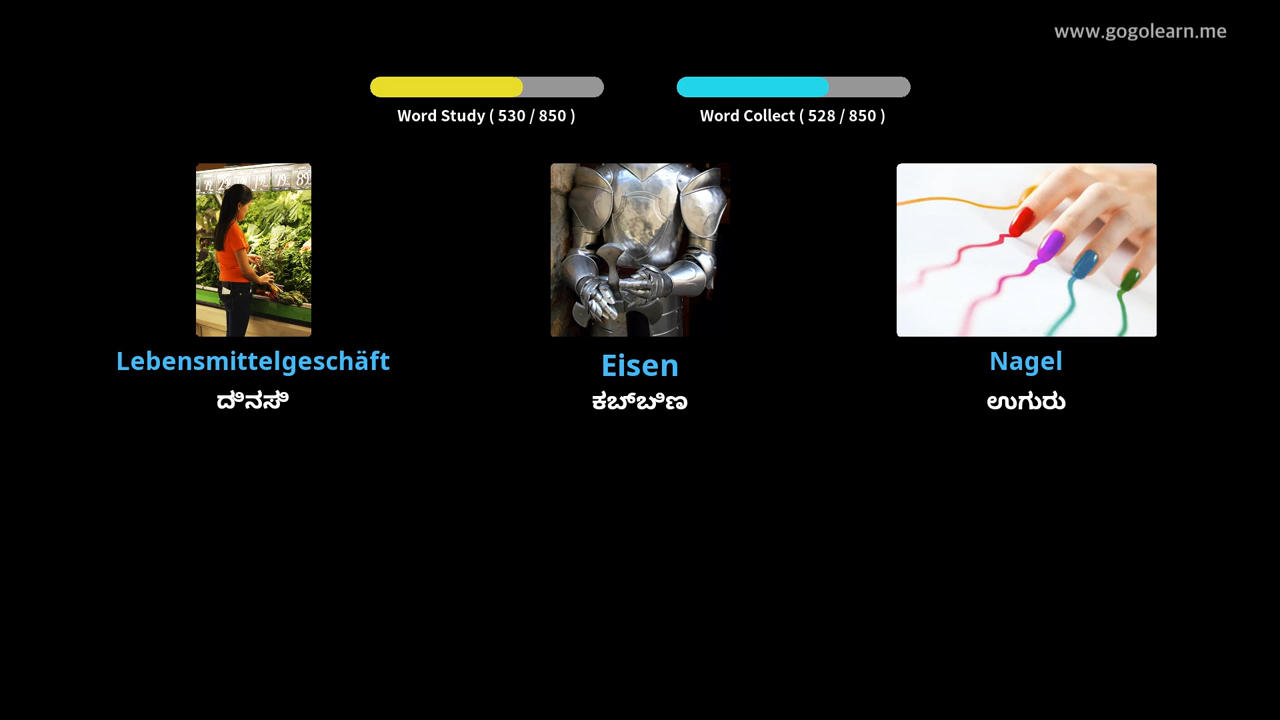 www.gogolearn.me
Word Study ( 530 / 850 )
Word Collect ( 528 / 850 )
Lebensmittelgeschäft
Eisen
Nagel
ದಿನಸಿ
ಕಬ್ಬಿಣ
ಉಗುರು